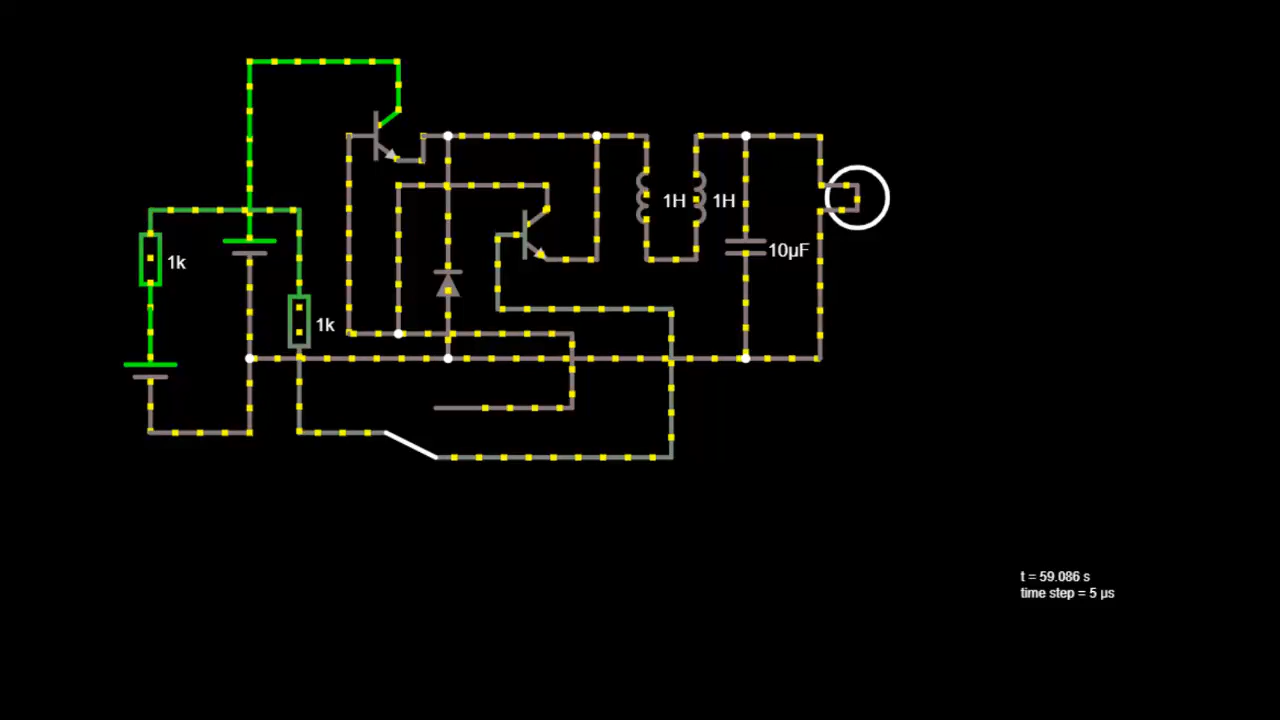 1H
1H
10µF
1k
1k
t = 59.086 s
time step = 5 µs